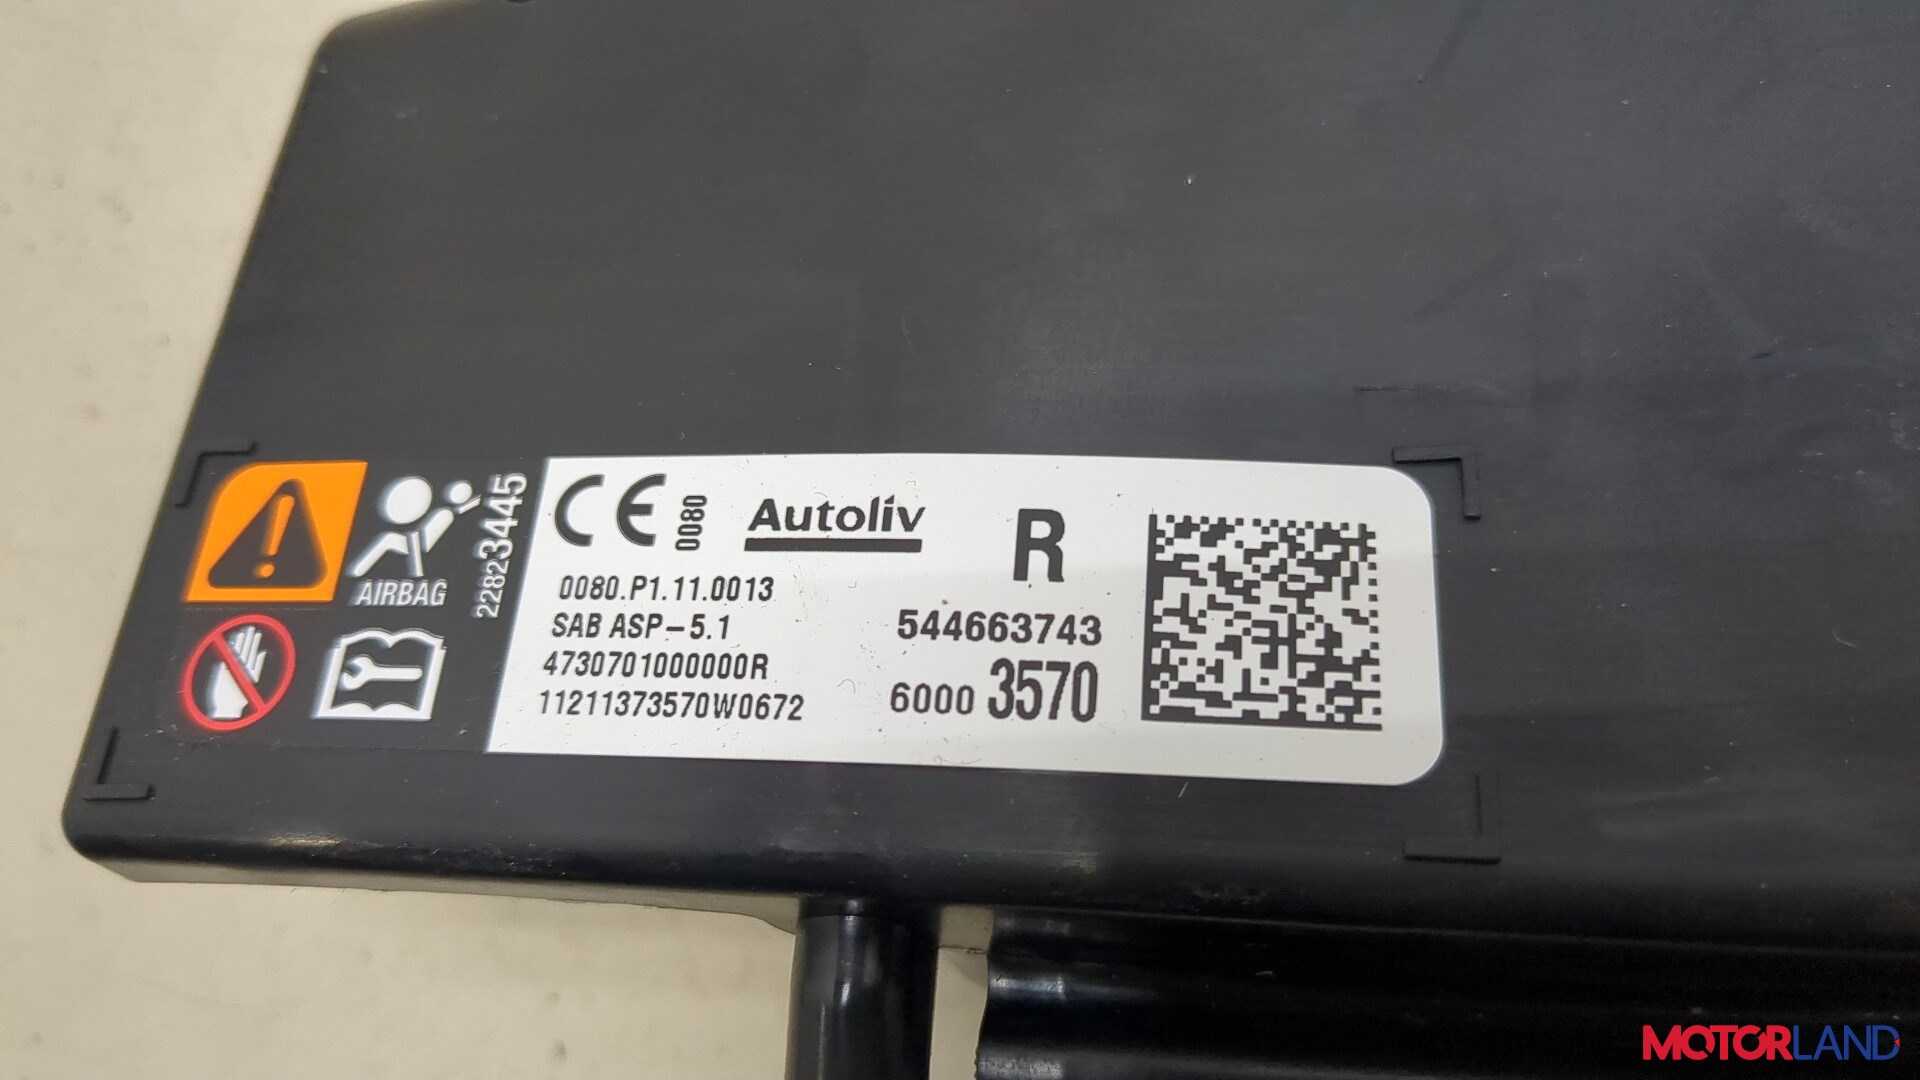 AIRBAG
22823445
CE 0080
Autoliv
R
0080.P1.11.0013
SAB ASP-5.1
4730701000000R
11211373570W0672
544663743
6000 3570
MOTORLAND